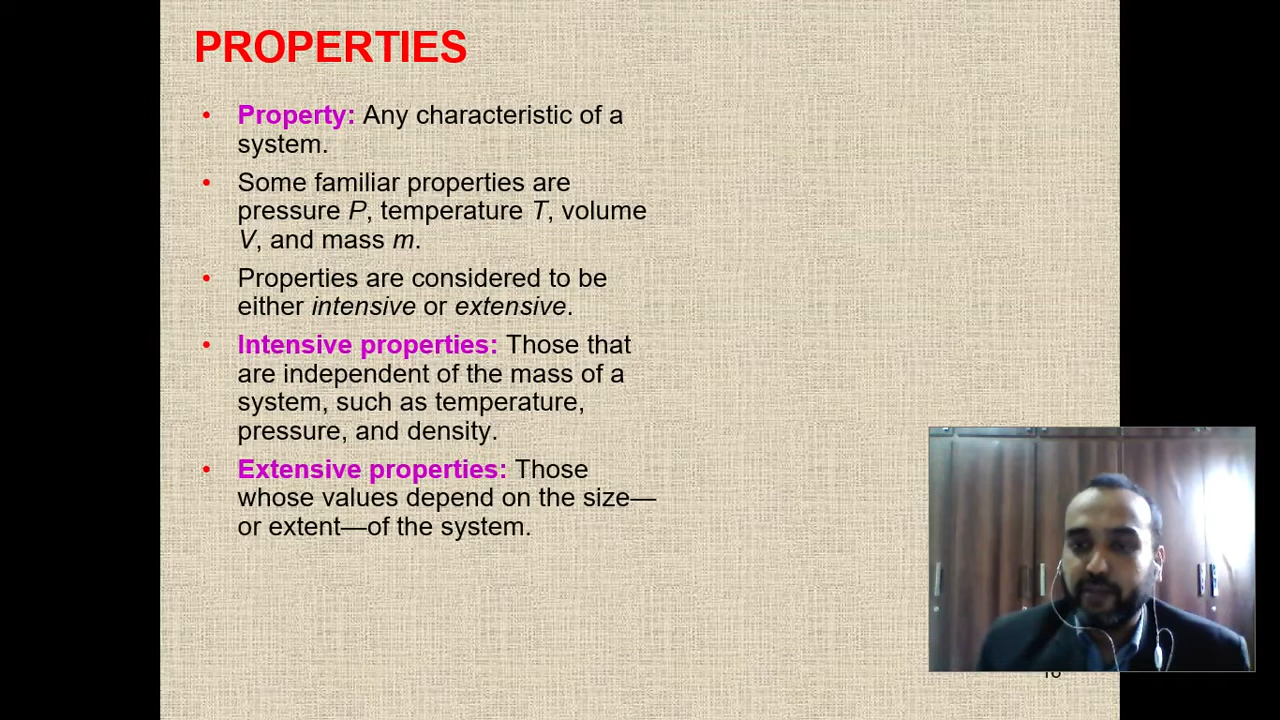 PROPERTIES
• Property: Any characteristic of a
system.
• Some familiar properties are
pressure P, temperature T, volume
V, and mass m.
• Properties are considered to be
either intensive or extensive.
• Intensive properties: Those that
are independent of the mass of a
system, such as temperature,
pressure, and density.
• Extensive properties: Those
whose values depend on the size—
or extent—of the system.